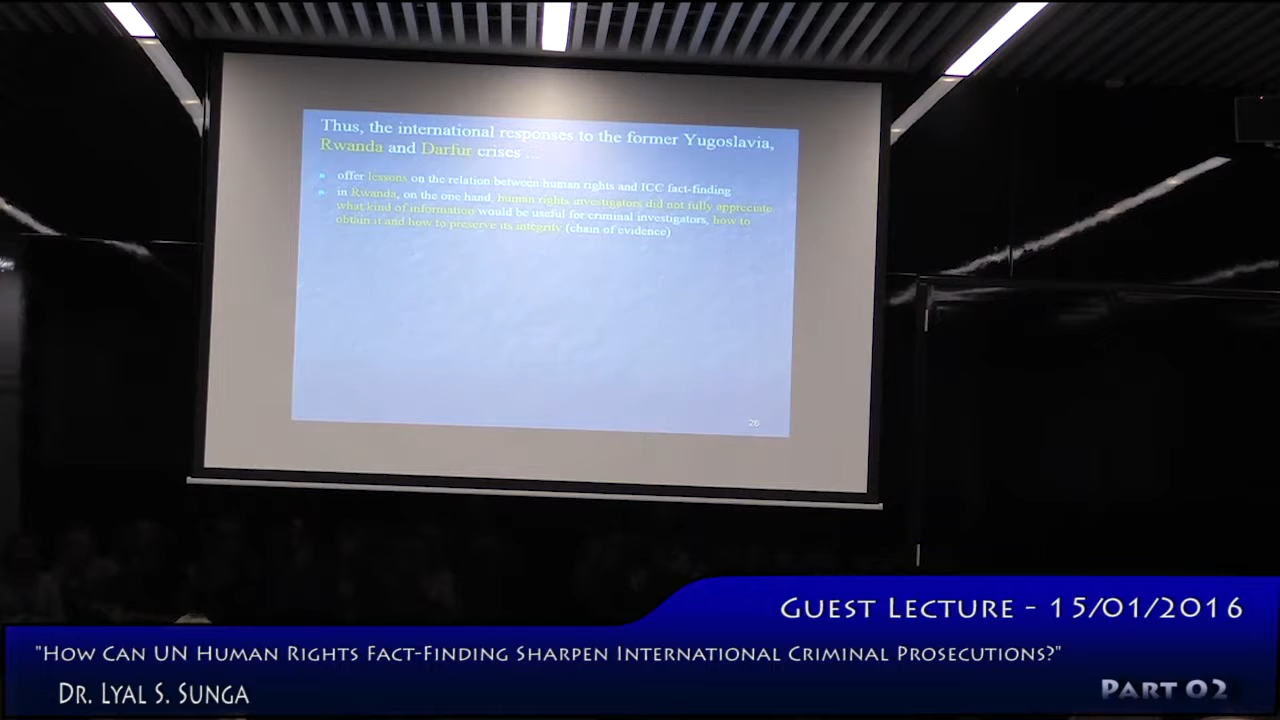 Thus, the international responses to the former Yugoslavia,
Rwanda and Darfur crises ...
offer lessons on the relation between human rights and ICC fact-finding
in Rwanda, on the one hand, human rights investigators did not fully appreciate
what kind of information would be useful for criminal investigators, how to
obtain it and how to preserve its integrity (chain of evidence)
26
Guest Lecture - 15/01/2016
"How Can UN Human Rights Fact-Finding Sharpen International Criminal Prosecutions?"
Dr. Lyal S. Sunga
Part 02